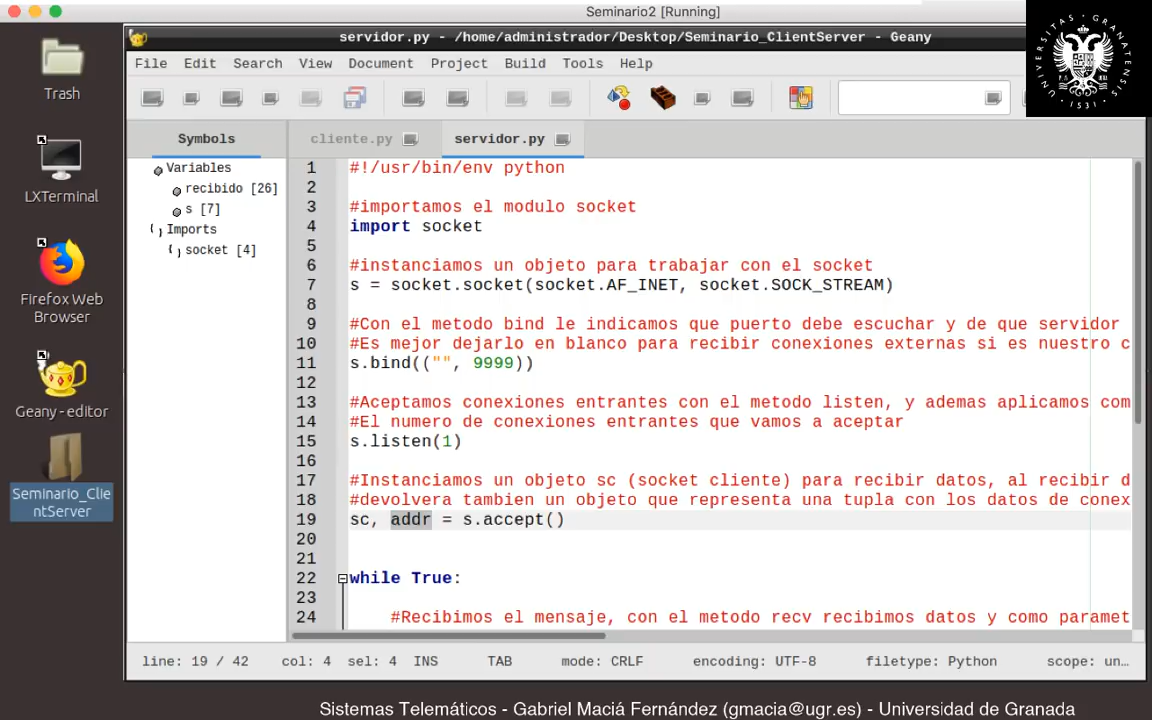 Seminario2 [Running]
servidor.py - /home/administrador/Desktop/Seminario_ClientServer - Geany
UNIVERSITAS GRANATENSIS
1531
File Edit Search View Document Project Build Tools Help
Trash
LXTerminal
Firefox Web
Browser
Geany - editor
Seminario_Clie
ntServer
Symbols
Variables
recibido [26]
s [7]
Imports
socket [4]
cliente.py servidor.py
1 #!/usr/bin/env python
2
3 #importamos el modulo socket
4 import socket
5
6 #instanciamos un objeto para trabajar con el socket
7 s = socket.socket(socket.AF_INET, socket.SOCK_STREAM)
8
9 #Con el metodo bind le indicamos que puerto debe escuchar y de que servidor
10 #Es mejor dejarlo en blanco para recibir conexiones externas si es nuestro c
11 s.bind(("", 9999))
12
13 #Aceptamos conexiones entrantes con el metodo listen, y ademas aplicamos com
14 #El numero de conexiones entrantes que vamos a aceptar
15 s.listen(1)
16
17 #Instanciamos un objeto sc (socket cliente) para recibir datos, al recibir d
18 #devolvera tambien un objeto que representa una tupla con los datos de conex
19 sc, addr = s.accept()
20
21
22 while True:
23
24 #Recibimos el mensaje, con el metodo recv recibimos datos y como paramet
line: 19 / 42 col: 4 sel: 4 INS TAB mode: CRLF encoding: UTF-8 filetype: Python scope: un...
Sistemas Telemáticos - Gabriel Maciá Fernández (gmacia@ugr.es) - Universidad de Granada